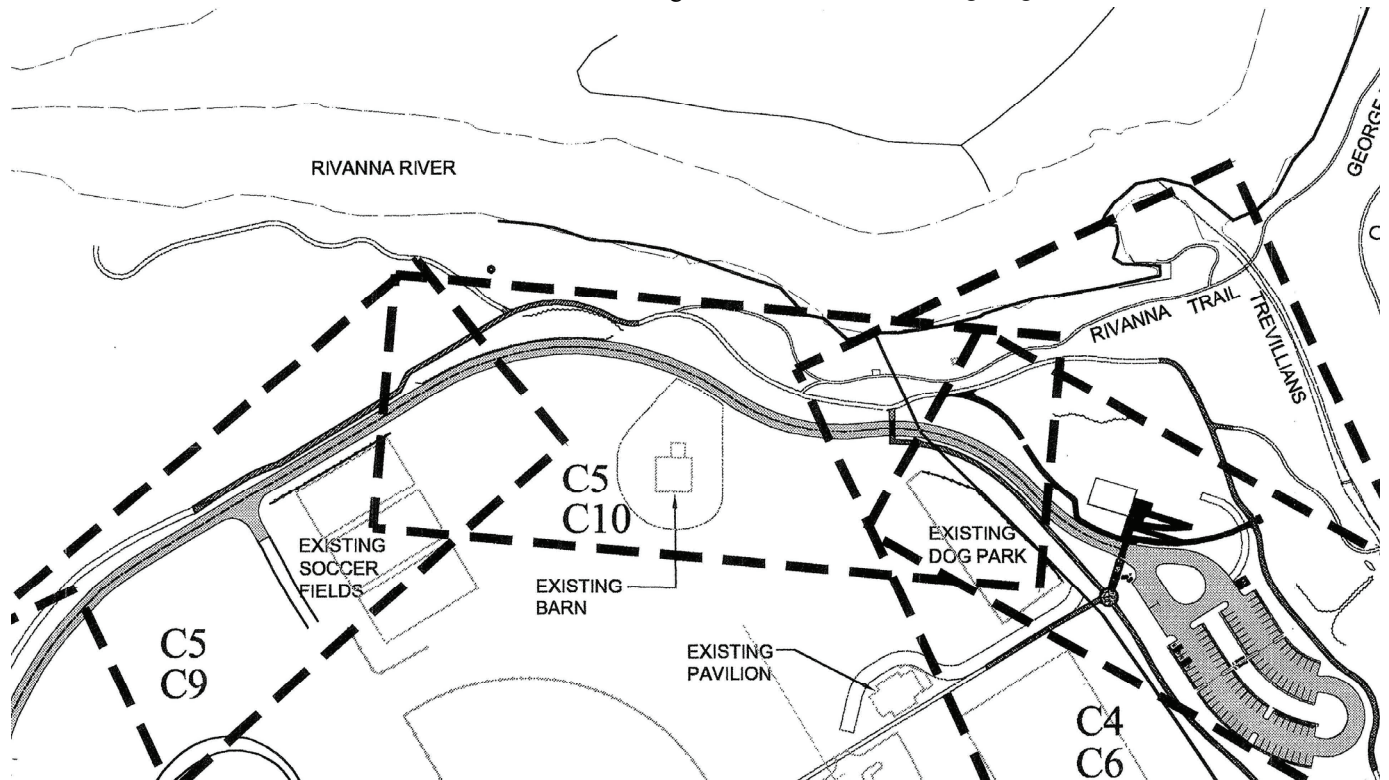 RIVANNA RIVER
GEORGE
RIVANNA TRAIL
TREVILLIANS
C5
C10
EXISTING
SOCCER
FIELDS
EXISTING
DOG PARK
EXISTING
BARN
C5
C9
EXISTING
PAVILION
C4
C6